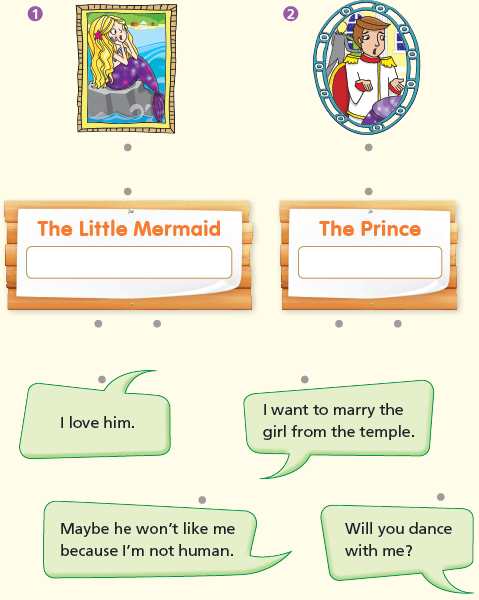 1
2
The Little Mermaid
The Prince
I love him.
I want to marry the
girl from the temple.
Maybe he won't like me
because I'm not human.
Will you dance
with me?